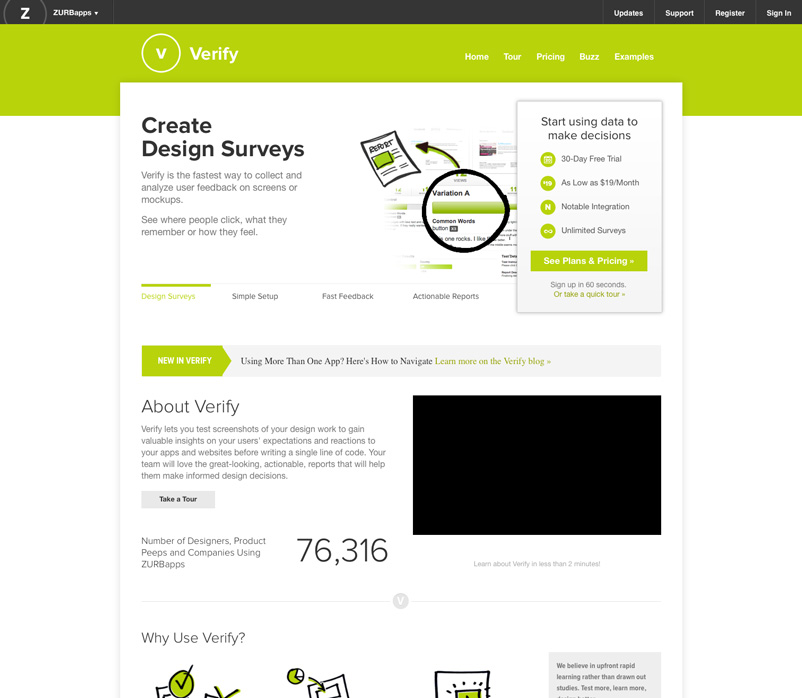 Z ZURBapps ▾ Updates Support Register Sign In
V Verify Home Tour Pricing Buzz Examples
Create
Design Surveys
Verify is the fastest way to collect and
analyze user feedback on screens or
mockups.
See where people click, what they
remember or how they feel.
REPORT
VIEWS
Variation A
Common Words
button
one rocks. I like
Start using data to
make decisions
30-Day Free Trial
$19 As Low as $19/Month
N Notable Integration
Unlimited Surveys
See Plans & Pricing »
Sign up in 60 seconds.
Or take a quick tour »
Design Surveys Simple Setup Fast Feedback Actionable Reports
NEW IN VERIFY Using More Than One App? Here's How to Navigate Learn more on the Verify blog »
About Verify
Verify lets you test screenshots of your design work to gain
valuable insights on your users' expectations and reactions to
your apps and websites before writing a single line of code. Your
team will love the great-looking, actionable, reports that will help
them make informed design decisions.
Take a Tour
Number of Designers, Product
Peeps and Companies Using
ZURBapps
76,316
Learn about Verify in less than 2 minutes!
V
Why Use Verify?
We believe in upfront rapid
learning rather than drawn out
studies. Test more, learn more,